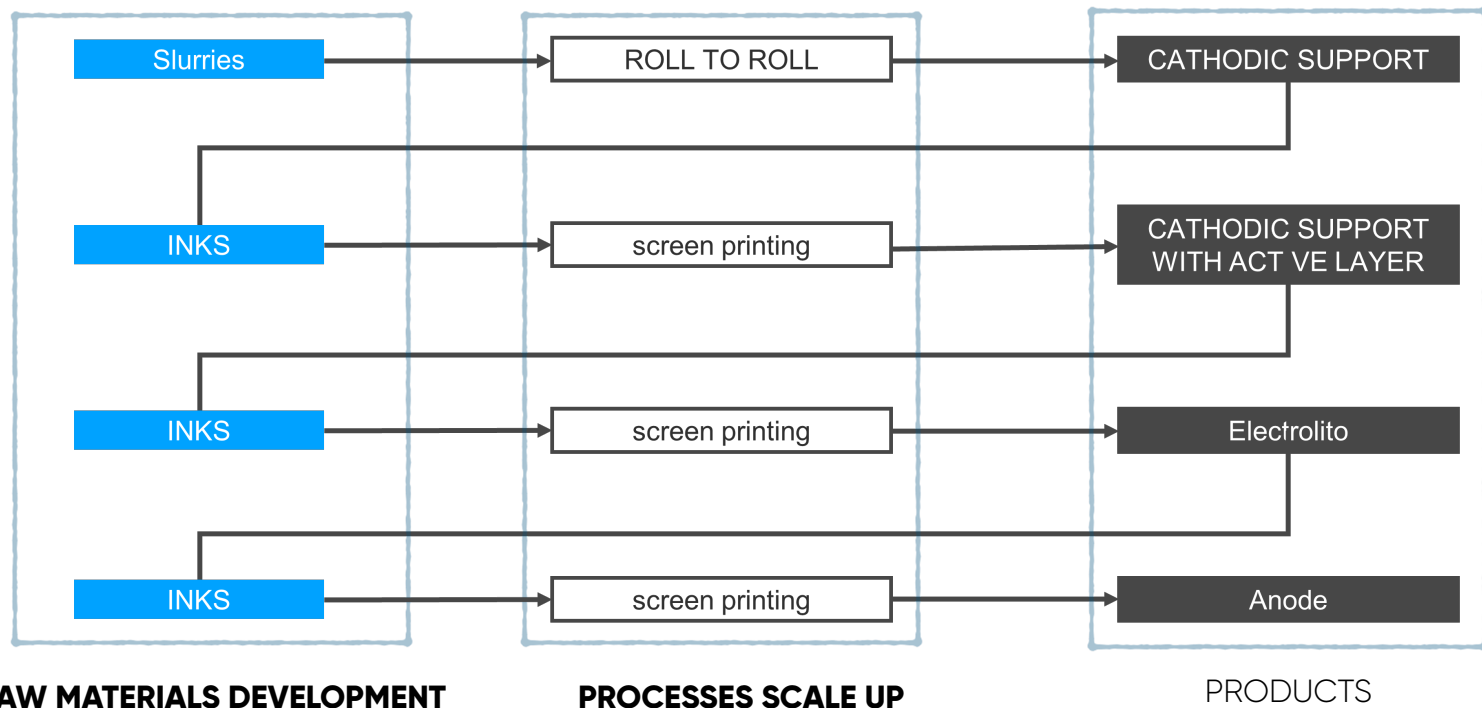 Slurries
ROLL TO ROLL
CATHODIC SUPPORT
INKS
screen printing
CATHODIC SUPPORT
WITH ACT VE LAYER
INKS
screen printing
Electrolito
INKS
screen printing
Anode
AW MATERIALS DEVELOPMENT
PROCESSES SCALE UP
PRODUCTS